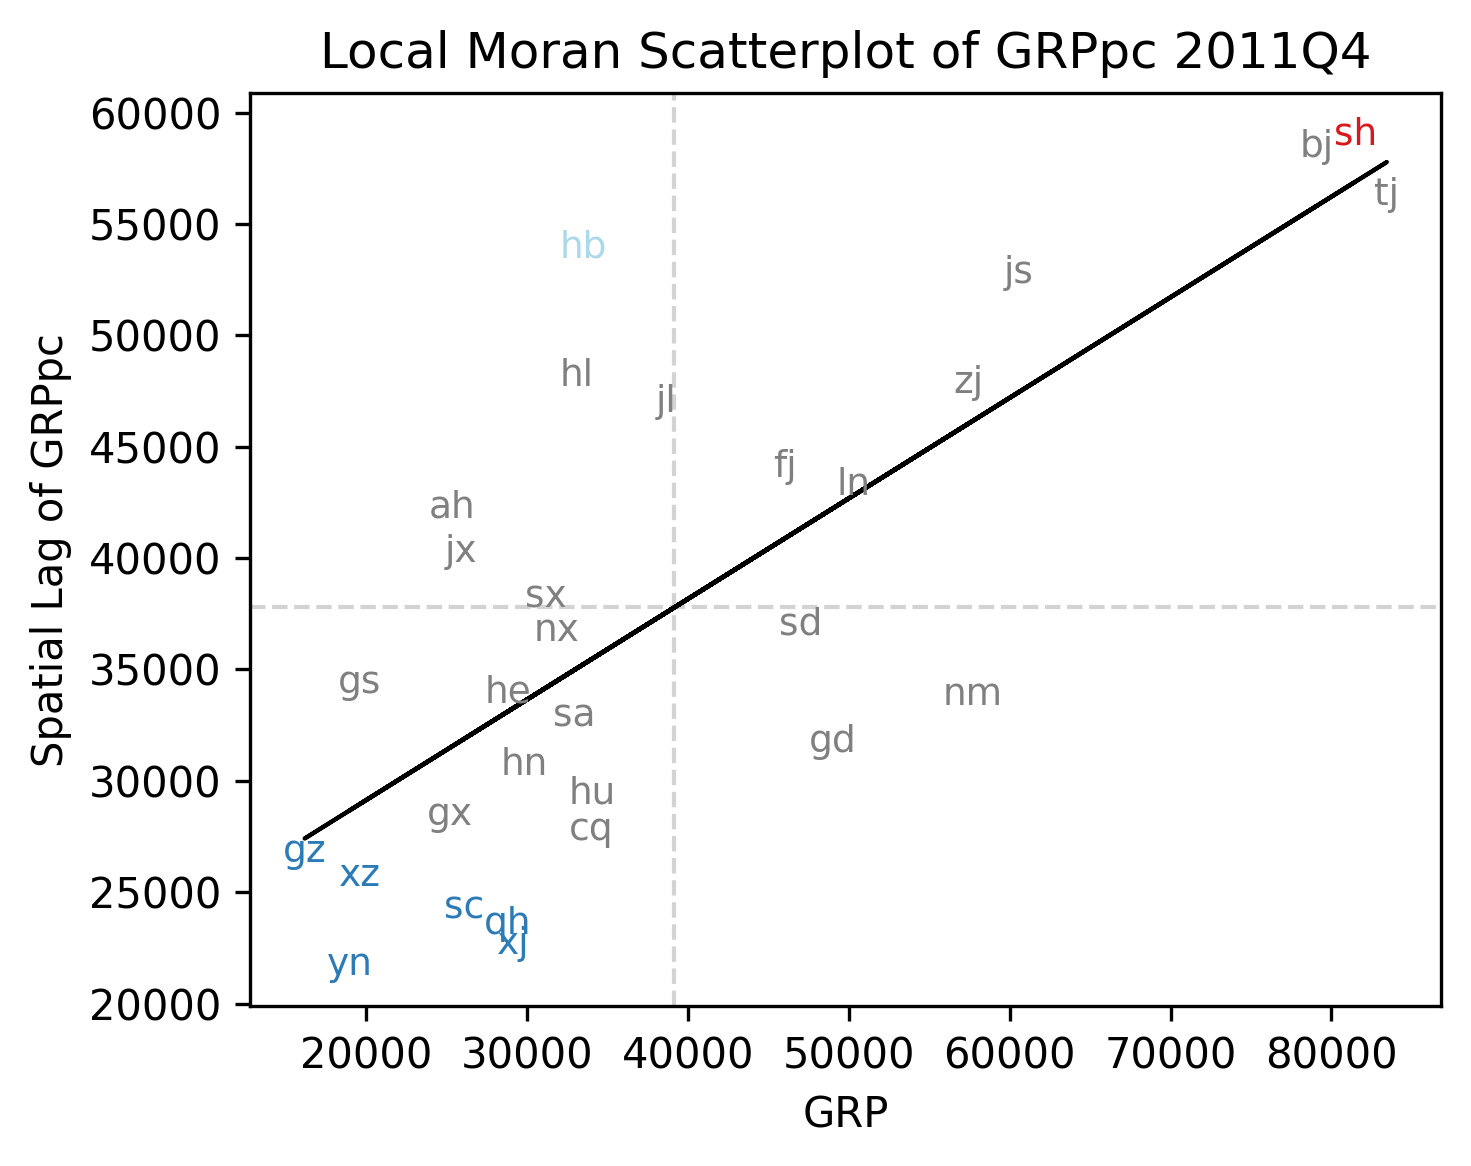 Local Moran Scatterplot of GRPpc 2011Q4
Spatial Lag of GRPpc
60000
55000
50000
45000
40000
35000
30000
25000
20000
bj sh
tj
hb
js
hl
zj
jl
fj
ln
ah
jx
sx
nx
sd
gs
he
nm
sa
gd
hn
hu
gx
cq
gz
xz
sc
qh
xj
yn
20000 30000 40000 50000 60000 70000 80000
GRP